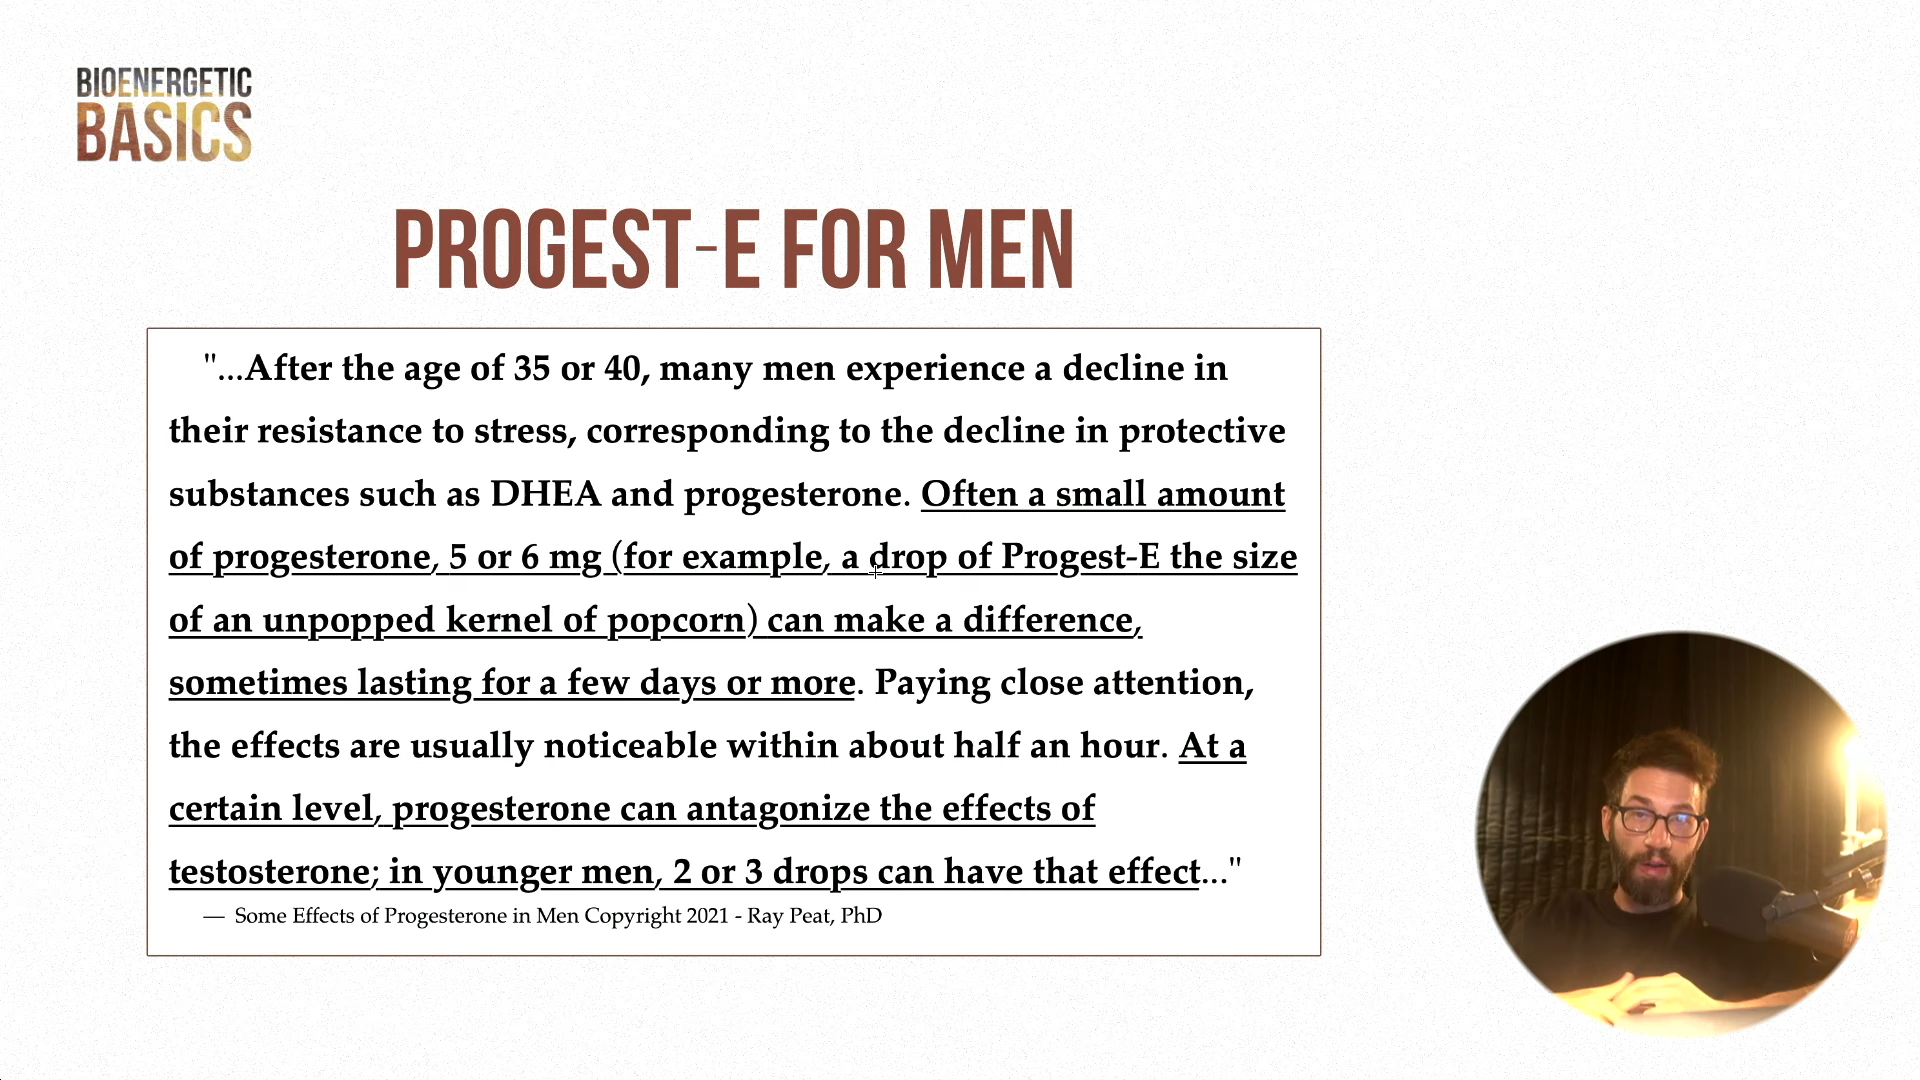 BIOENERGETIC
BASICS
PROGEST-E FOR MEN
"...After the age of 35 or 40, many men experience a decline in
their resistance to stress, corresponding to the decline in protective
substances such as DHEA and progesterone. Often a small amount
of progesterone, 5 or 6 mg (for example, a drop of Progest-E the size
of an unpopped kernel of popcorn) can make a difference,
sometimes lasting for a few days or more. Paying close attention,
the effects are usually noticeable within about half an hour. At a
certain level, progesterone can antagonize the effects of
testosterone; in younger men, 2 or 3 drops can have that effect..."
— Some Effects of Progesterone in Men Copyright 2021 - Ray Peat, PhD